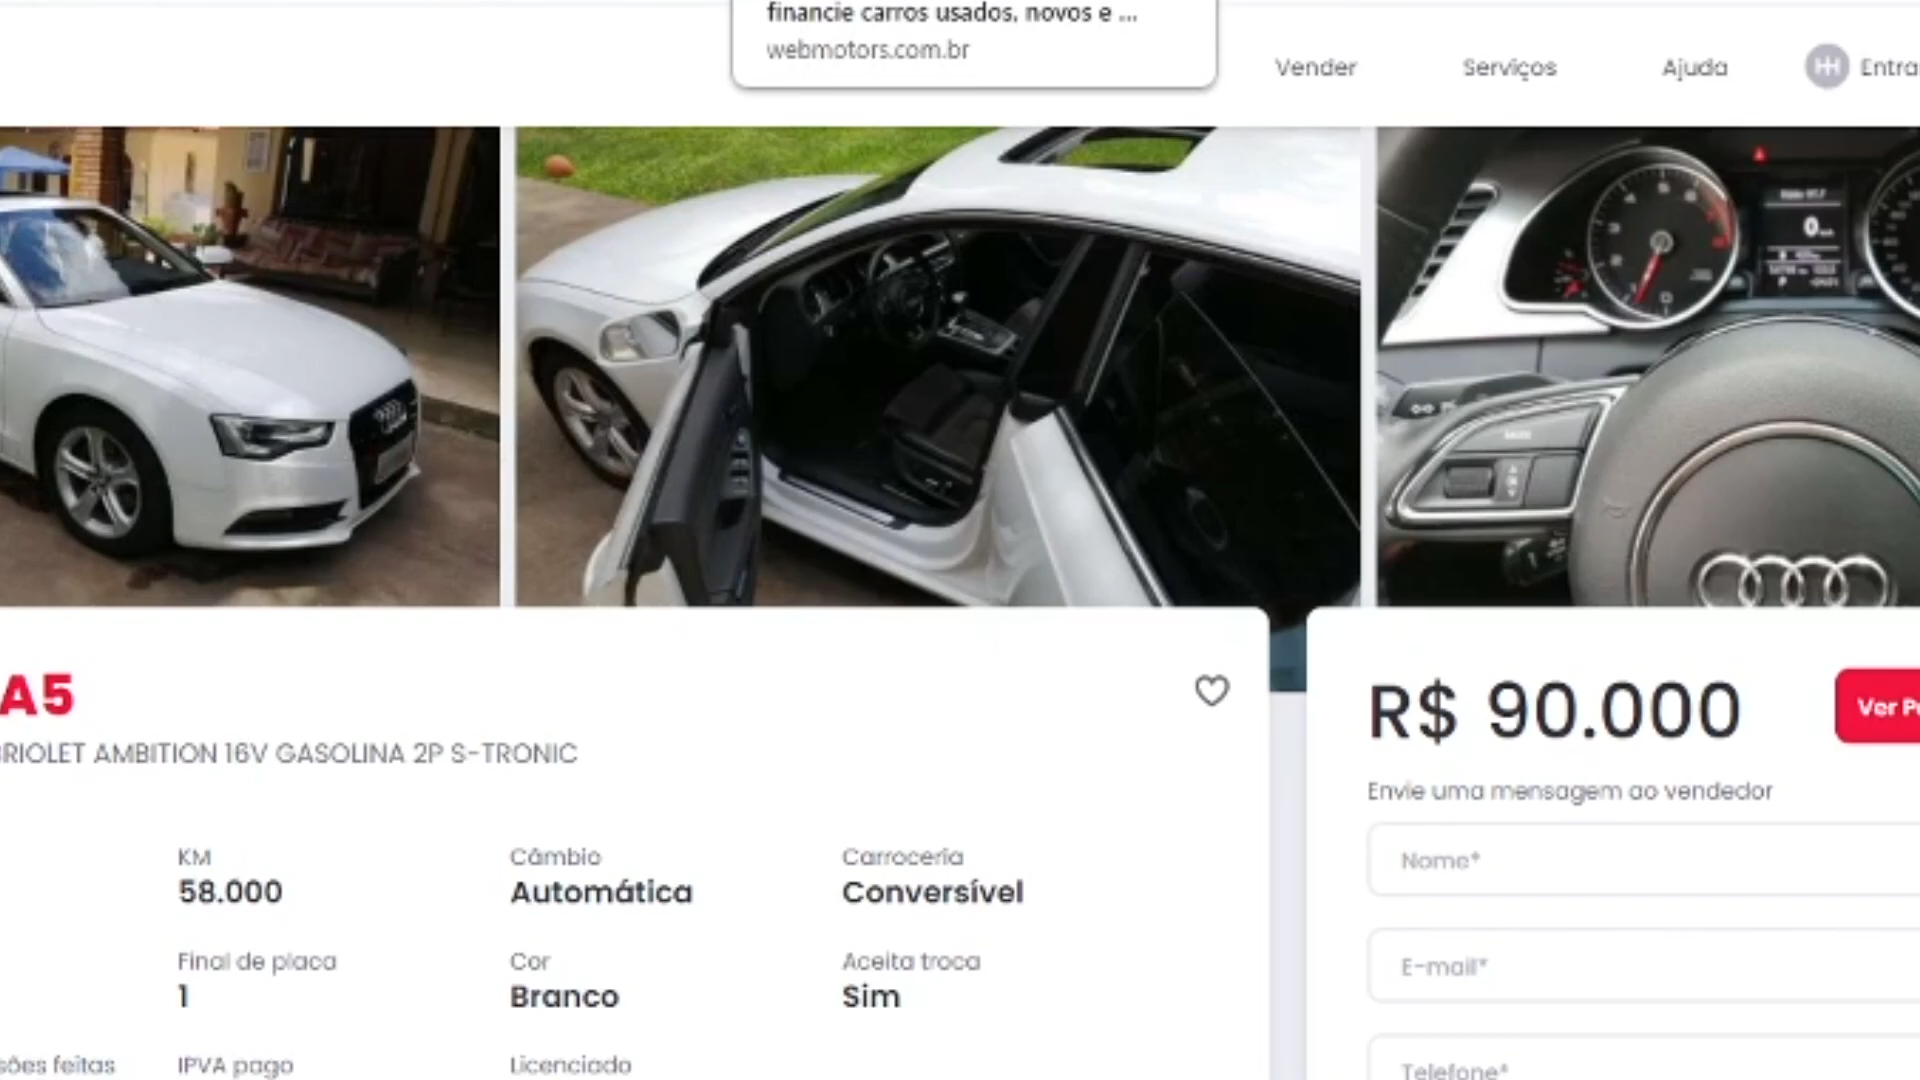 financie carros usados, novos e ...
webmotors.com.br
Vender
Serviços
Ajuda
Entra
A5
BRIOLET AMBITION 16V GASOLINA 2P S-TRONIC
R$ 90.000
Ver P
Envie uma mensagem ao vendedor
Nome*
E-mail*
Telefone*
KM
58.000
Câmbio
Automática
Carroceria
Conversível
Final de placa
1
Cor
Branco
Aceita troca
Sim
sões feitas
IPVA pago
Licenciado